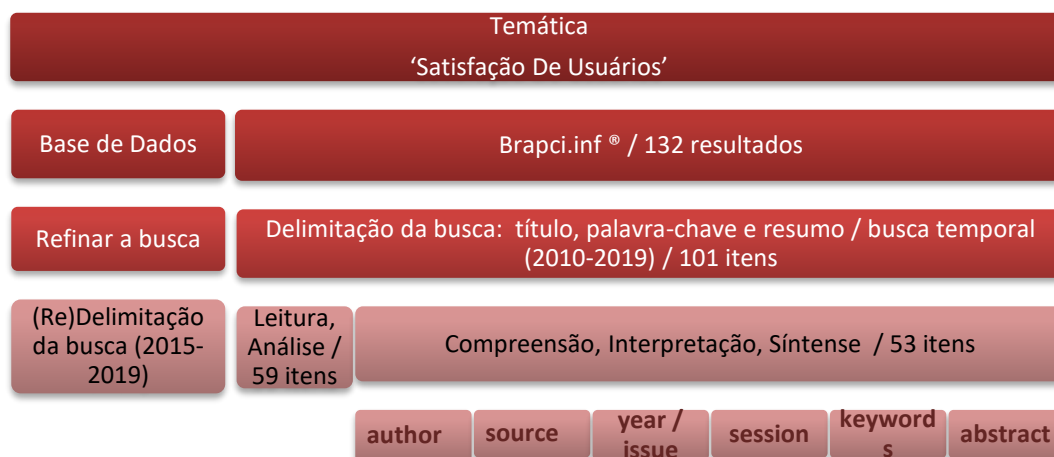 Temática
‘Satisfação De Usuários’
Base de Dados
Brapci.inf ® / 132 resultados
Refinar a busca
Delimitação da busca: título, palavra-chave e resumo / busca temporal
(2010-2019) / 101 itens
(Re)Delimitação
da busca (2015-
2019)
Leitura,
Análise /
59 itens
Compreensão, Interpretação, Síntense / 53 itens
author
source
year /
issue
session
keyword
s
abstract